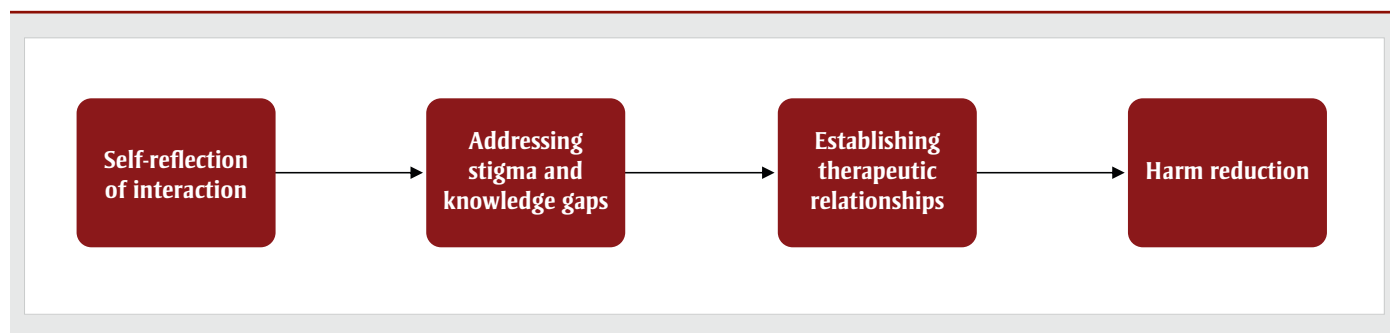 Self-reflection
of interaction
Addressing
stigma and
knowledge gaps
Establishing
therapeutic
relationships
Harm reduction